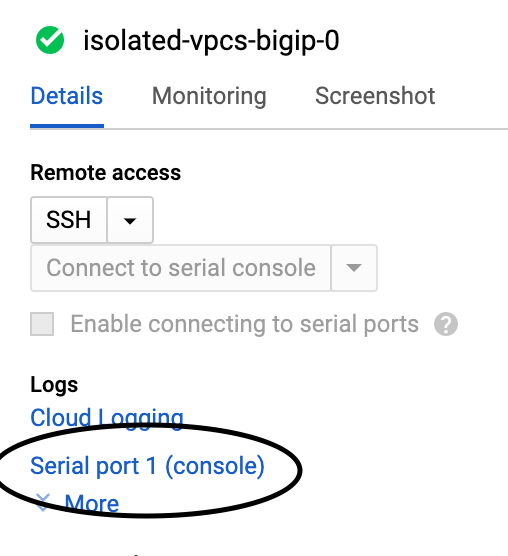 isolated-vpcs-bigip-0
Details Monitoring Screenshot
Remote access
SSH
Connect to serial console
Enable connecting to serial ports ?
Logs
Cloud Logging
Serial port 1 (console)
More